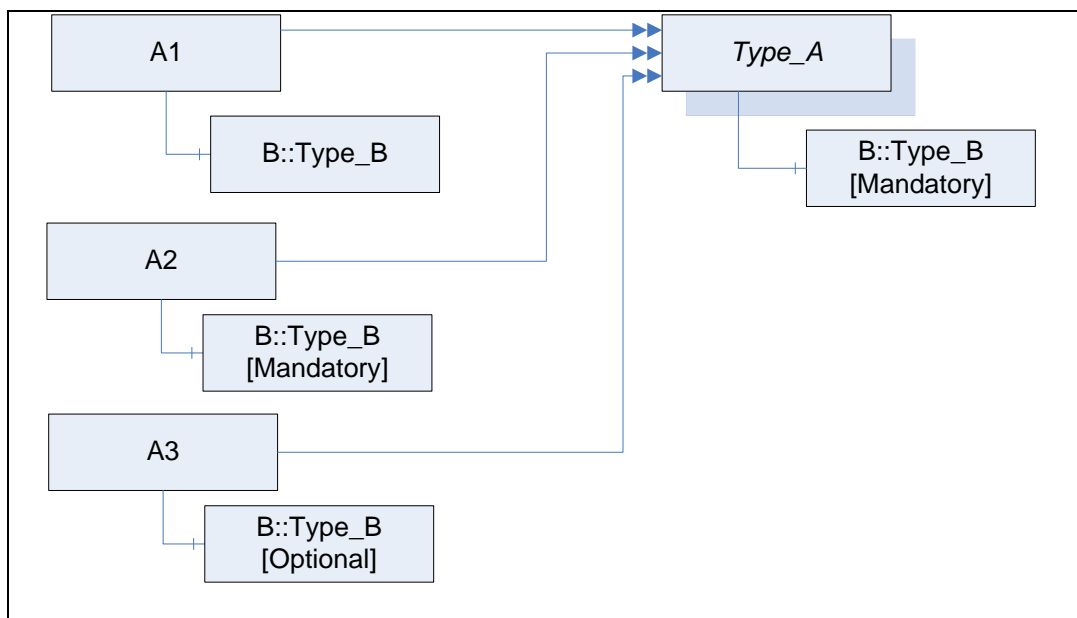 A1
Type_A
B::Type_B
B::Type_B
[Mandatory]
A2
B::Type_B
[Mandatory]
A3
B::Type_B
[Optional]